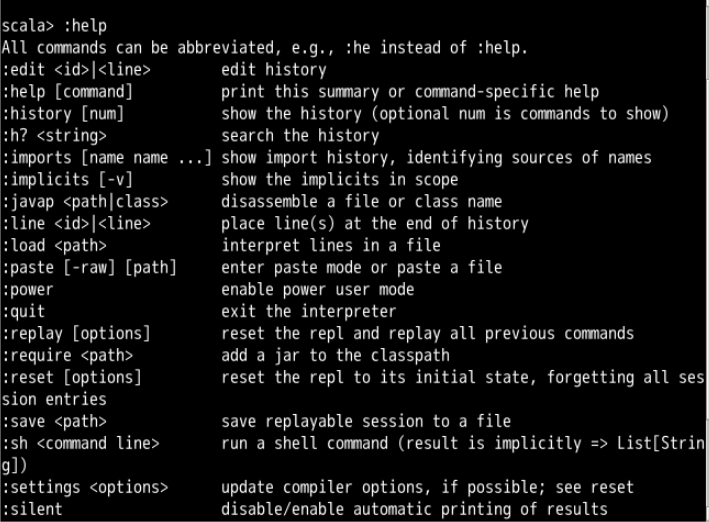 scala> :help
All commands can be abbreviated, e.g., :he instead of :help.
:edit <id>|<line>        edit history
:help [command]          print this summary or command-specific help
:history [num]           show the history (optional num is commands to show)
:h? <string>             search the history
:imports [name name ...] show import history, identifying sources of names
:implicits [-v]          show the implicits in scope
:javap <path|class>      disassemble a file or class name
:line <id>|<line>        place line(s) at the end of history
:load <path>             interpret lines in a file
:paste [-raw] [path]     enter paste mode or paste a file
:power                   enable power user mode
:quit                    exit the interpreter
:replay [options]        reset the repl and replay all previous commands
:require <path>          add a jar to the classpath
:reset [options]         reset the repl to its initial state, forgetting all ses
sion entries
:save <path>             save replayable session to a file
:sh <command line>       run a shell command (result is implicitly => List[Strin
g])
:settings <options>      update compiler options, if possible; see reset
:silent                  disable/enable automatic printing of results